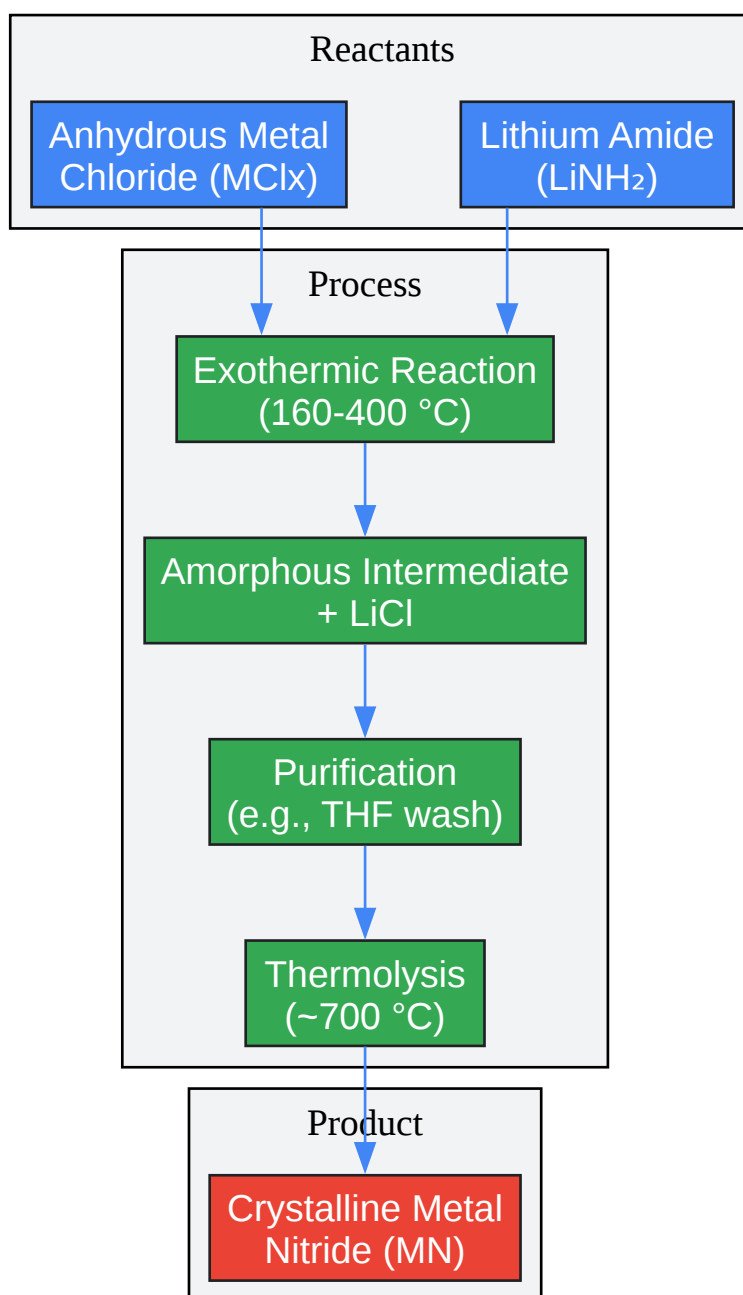 Reactants
Anhydrous Metal
Chloride (MClx)
Lithium Amide
(LiNH₂)
Process
Exothermic Reaction
(160-400 °C)
Amorphous Intermediate
+ LiCl
Purification
(e.g., THF wash)
Thermolysis
(~700 °C)
Product
Crystalline Metal
Nitride (MN)